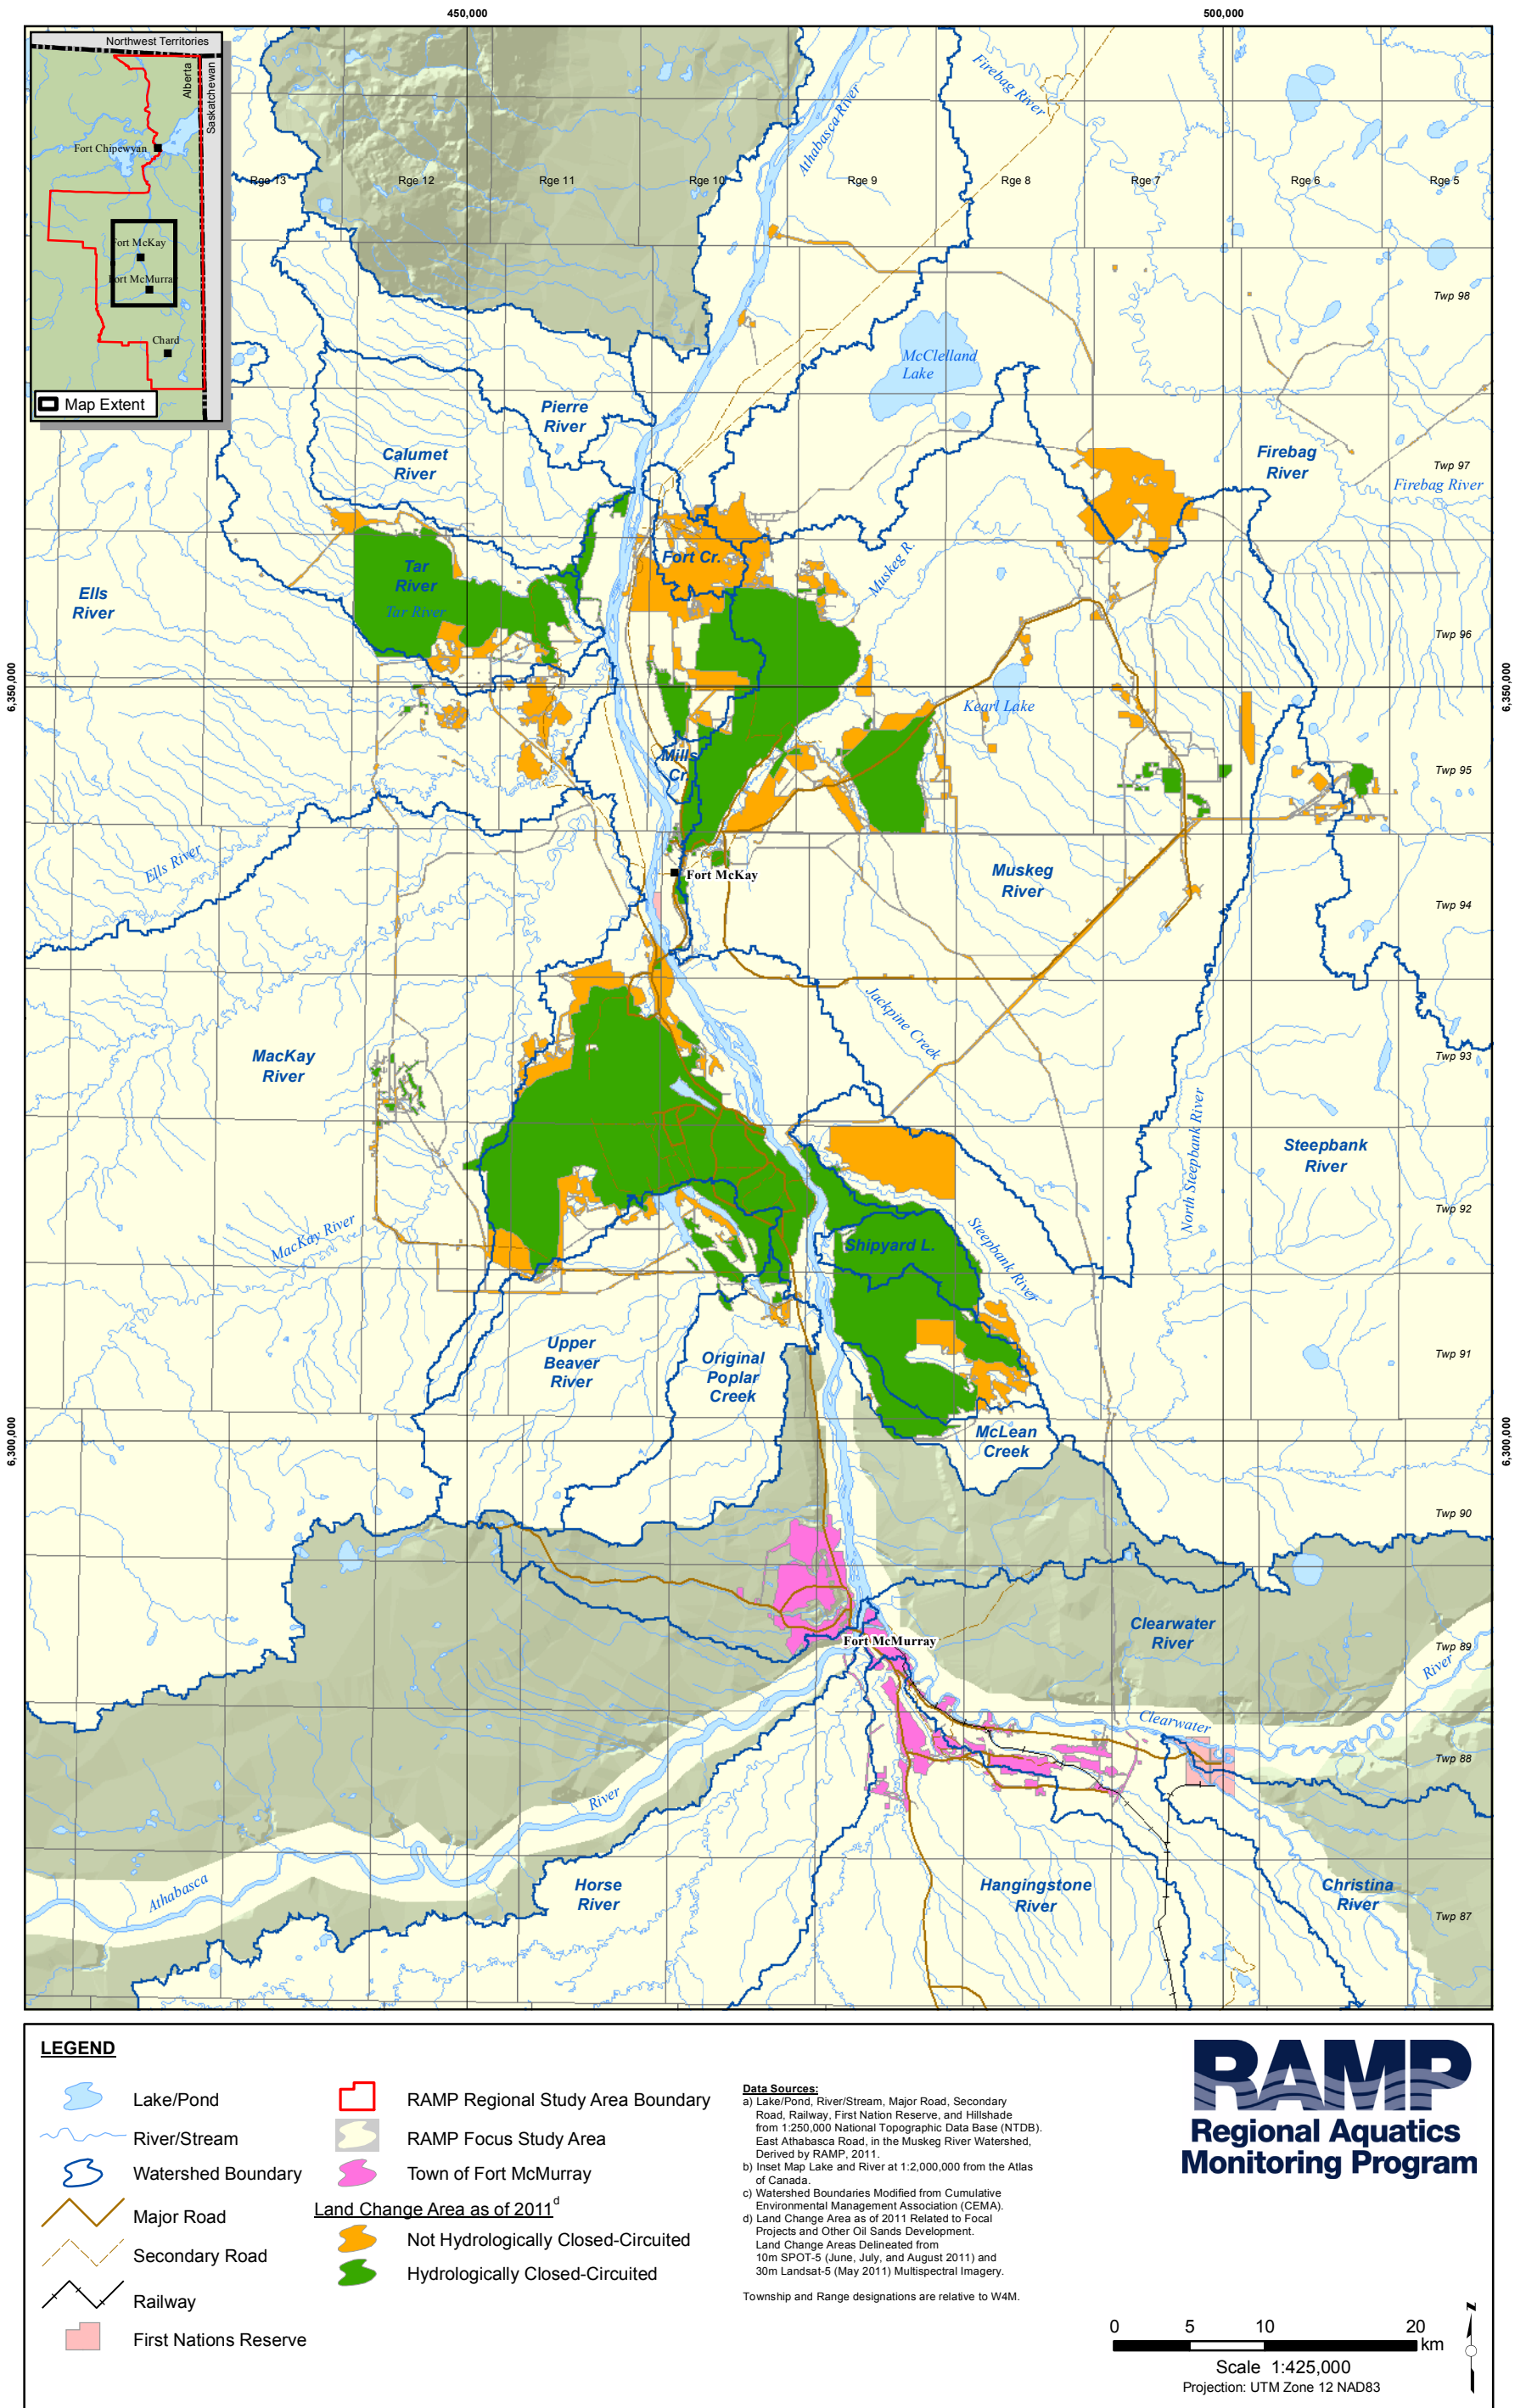 450,000
500,000
Northwest Territories
Alberta
Saskatchewan
Fort Chipewyan
Fort McKay
Fort McMurray
Chard
Map Extent
Athabasca River
Firebag River
Rge 13
Rge 12
Rge 11
Rge 10
Rge 9
Rge 8
Rge 7
Rge 6
Rge 5
Twp 98
McClelland
Lake
Pierre
River
Calumet
River
Firebag
River
Twp 97
Firebag River
Fort Cr.
Muskeg R.
Tar
River
Tar River
Ells
River
Twp 96
6,350,000
6,350,000
Kearl Lake
Mills
Cr.
Twp 95
Ells River
Fort McKay
Muskeg
River
Twp 94
Jackpine Creek
MacKay
River
Twp 93
North Steepbank River
Steepbank
River
MacKay River
Twp 92
Steepbank River
Shipyard L.
Upper
Beaver
River
Original
Poplar
Creek
Twp 91
McLean
Creek
6,300,000
6,300,000
Twp 90
Clearwater
River
Fort McMurray
Twp 89
River
Clearwater
Twp 88
River
Athabasca
Horse
River
Hangingstone
River
Christina
River
Twp 87
LEGEND
Lake/Pond
River/Stream
Watershed Boundary
Major Road
Secondary Road
Railway
First Nations Reserve
RAMP Regional Study Area Boundary
RAMP Focus Study Area
Town of Fort McMurray
Land Change Area as of 2011d
Not Hydrologically Closed-Circuited
Hydrologically Closed-Circuited
Data Sources:
a) Lake/Pond, River/Stream, Major Road, Secondary
Road, Railway, First Nation Reserve, and Hillshade
from 1:250,000 National Topographic Data Base (NTDB).
East Athabasca Road, in the Muskeg River Watershed,
Derived by RAMP, 2011.
b) Inset Map Lake and River at 1:2,000,000 from the Atlas
of Canada.
c) Watershed Boundaries Modified from Cumulative
Environmental Management Association (CEMA).
d) Land Change Area as of 2011 Related to Focal
Projects and Other Oil Sands Development.
Land Change Areas Delineated from
10m SPOT-5 (June, July, and August 2011) and
30m Landsat-5 (May 2011) Multispectral Imagery.
Township and Range designations are relative to W4M.
RAMP
Regional Aquatics
Monitoring Program
0 5 10 20
km
Scale 1:425,000
Projection: UTM Zone 12 NAD83
N